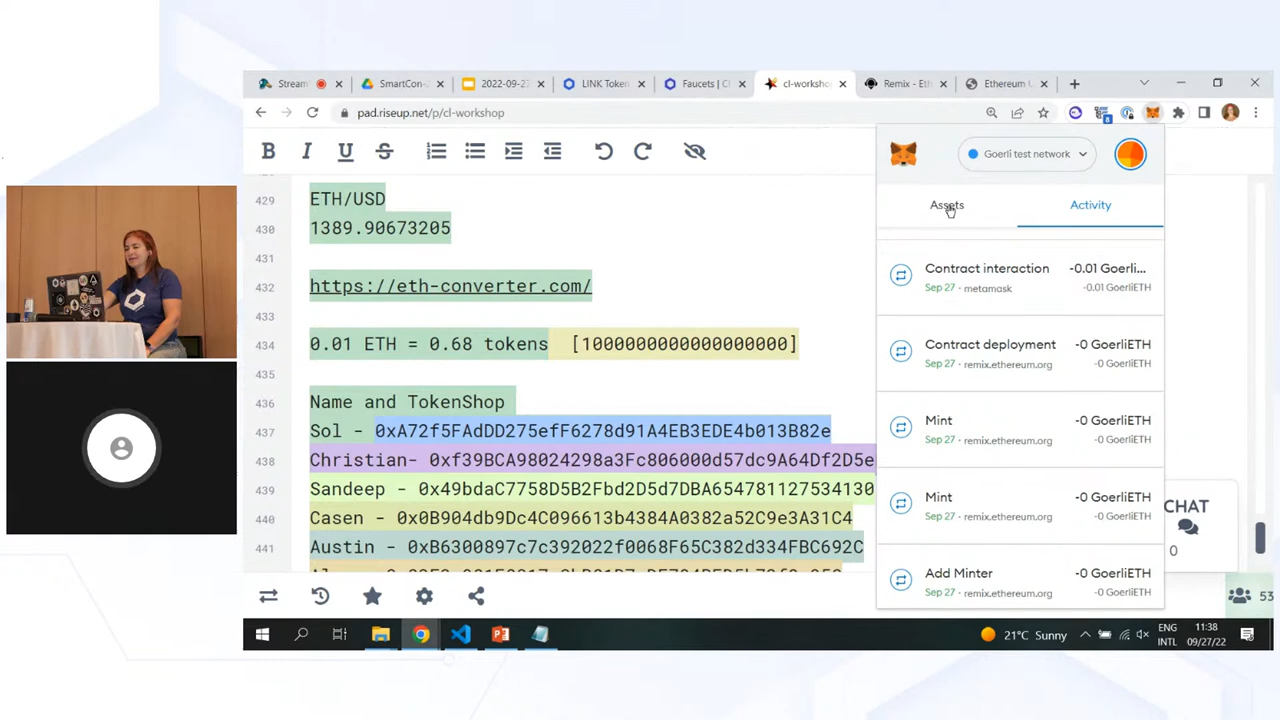 Stream
SmartCon-
2022-09-27
LINK Token
Faucets | C
cl-workshop
Remix - Eth
Ethereum U
pad.riseup.net/p/cl-workshop
8
B I U S
Goerli test network
Assets
Activity
429 ETH/USD
430 1389.90673205
431
432 https://eth-converter.com/
433
434 0.01 ETH = 0.68 tokens [10000000000000000]
435
436 Name and TokenShop
437 Sol - 0xA72f5FAdDD275efF6278d91A4EB3EDE4b013B82e
438 Christian- 0xf39BCA98024298a3Fc806000d57dc9A64Df2D5e
439 Sandeep - 0x49bdaC7758D5B2Fbd2D5d7DBA654781127534130
440 Casen - 0x0B904db9Dc4C096613b4384A0382a52C9e3A31C4
441 Austin - 0xB6300897c7c392022f0068F65C382d334FBC692C
Contract interaction -0.01 Goerli...
Sep 27 · metamask -0.01 GoerliETH
Contract deployment -0 GoerliETH
Sep 27 · remix.ethereum.org -0 GoerliETH
Mint -0 GoerliETH
Sep 27 · remix.ethereum.org -0 GoerliETH
Mint -0 GoerliETH
Sep 27 · remix.ethereum.org -0 GoerliETH
Add Minter -0 GoerliETH
Sep 27 · remix.ethereum.org -0 GoerliETH
CHAT
0
53
21°C Sunny
ENG
INTL
11:38
09/27/22